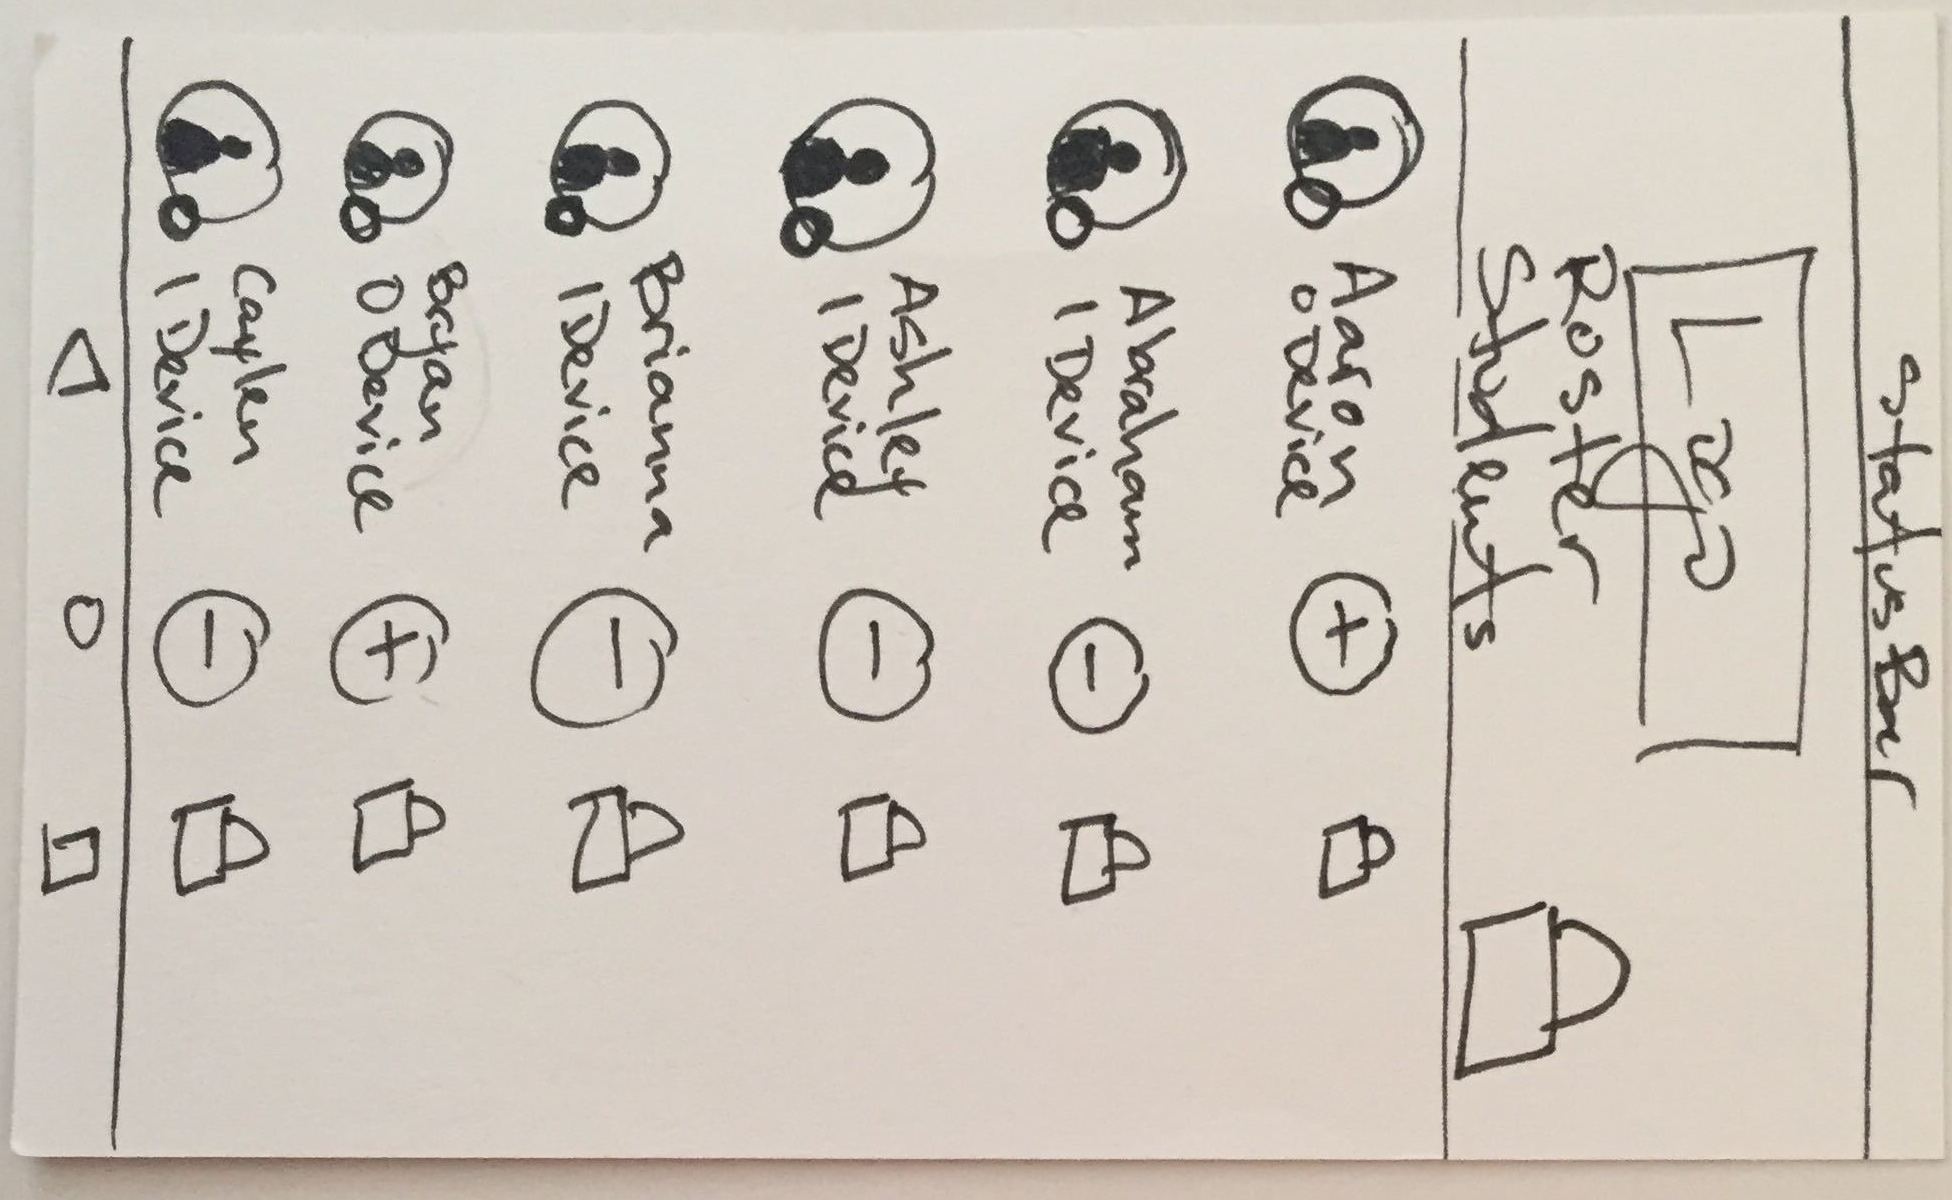 Status Bar
Logo
Roster
Students
Aaron
0 Device
Abraham
1 Device
Ashley
1 Device
Brianna
1 Device
Bryan
0 Device
Caylen
1 Device